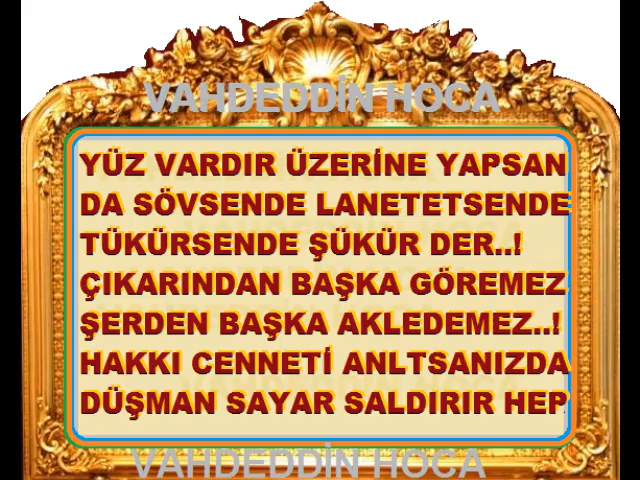 VAHDEDDİN HOCA
YÜZ VARDIR ÜZERİNE YAPSAN
DA SÖVSENDE LANETETSENDE
TÜKÜRSENDE ŞÜKÜR DER..!
ÇIKARINDAN BAŞKA GÖREMEZ
ŞERDEN BAŞKA AKLEDEMEZ..!
HAKKI CENNETİ ANLTSANIZDA
DÜŞMAN SAYAR SALDIRIR HEP
VAHDEDDİN HOCA